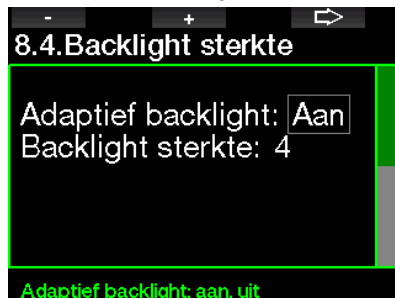 - +
8.4.Backlight sterkte
Adaptief backlight: Aan
Backlight sterkte: 4
Adaptief backlight: aan, uit